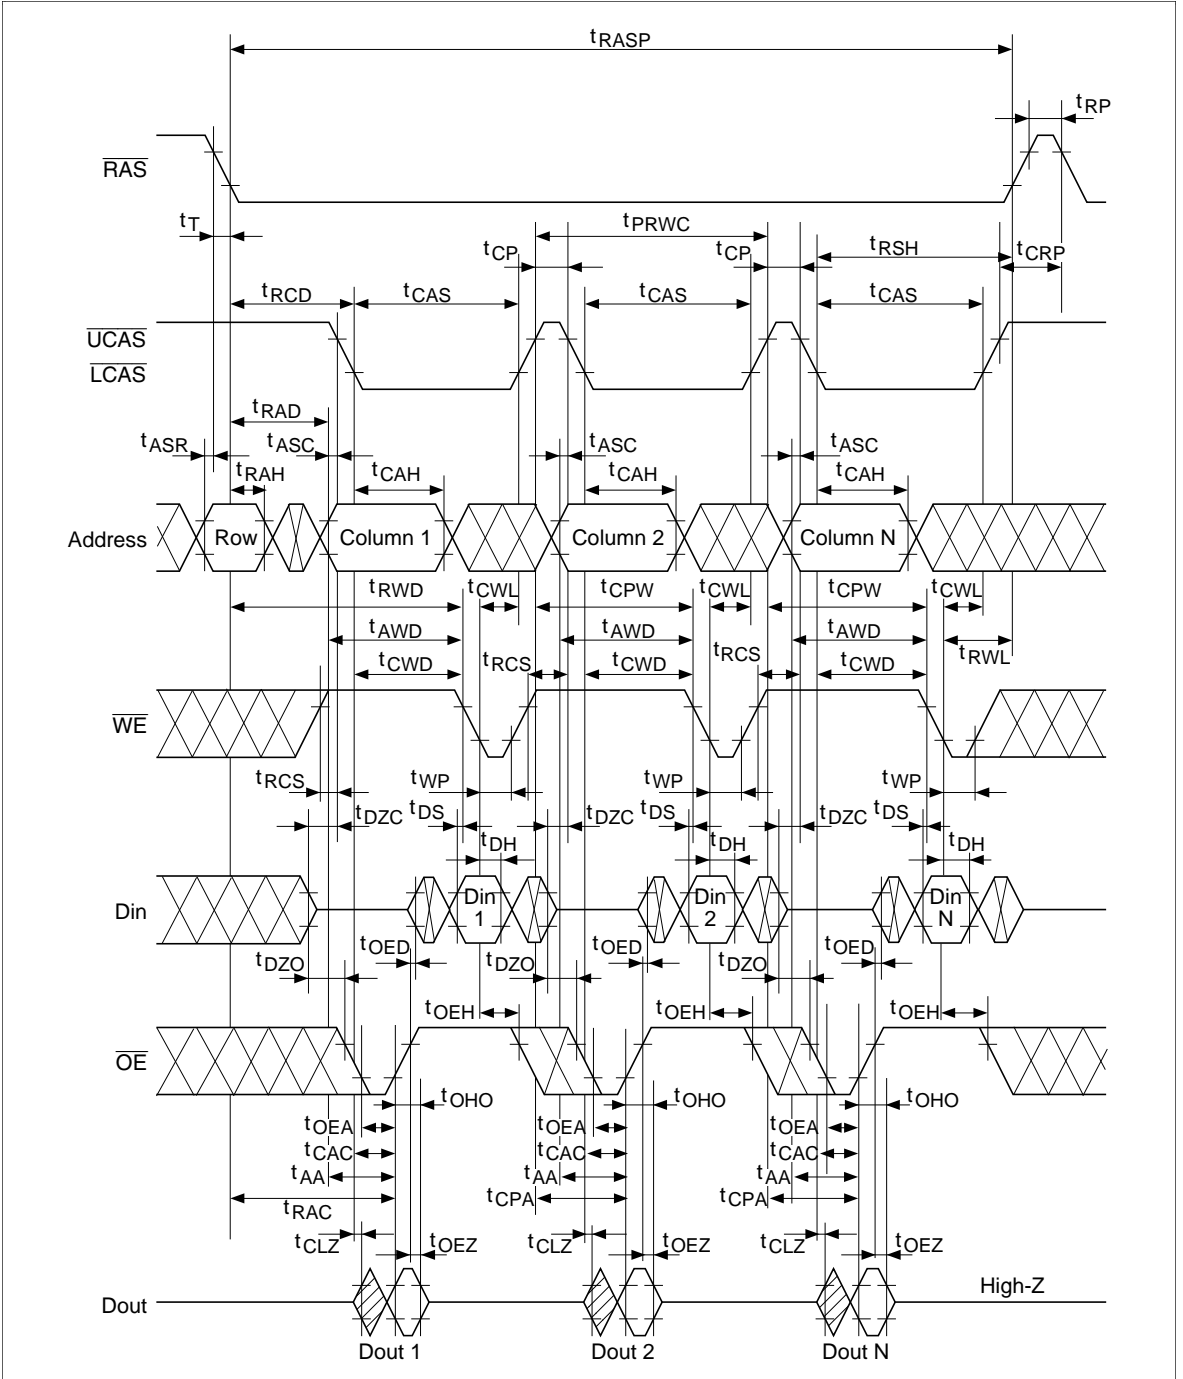 tRASP
tRP
RAS
tT
tPRWC
tCP
tCP
tRSH
tCRP
tRCD
tCAS
tCAS
tCAS
UCAS
LCAS
tRAD
tASR
tASC
tASC
tASC
tRAH
tCAH
tCAH
tCAH
Address
Row
Column 1
Column 2
Column N
tRWD
tCWL
tCPW
tCWL
tCPW
tCWL
tAWD
tAWD
tAWD
tCWD
tRCS
tCWD
tRCS
tCWD
tRWL
WE
tRCS
tWP
tWP
tWP
tDZC
tDS
tDZC
tDS
tDZC
tDS
tDH
tDH
tDH
Din
Din 1
Din 2
Din N
tOED
tOED
tOED
tDZO
tDZO
tDZO
tOEH
tOEH
tOEH
OE
tOHO
tOHO
tOHO
tOEA
tOEA
tOEA
tCAC
tCAC
tCAC
tAA
tAA
tAA
tRAC
tCPA
tCPA
tCLZ
tOEZ
tCLZ
tOEZ
tCLZ
tOEZ
High-Z
Dout
Dout 1
Dout 2
Dout N